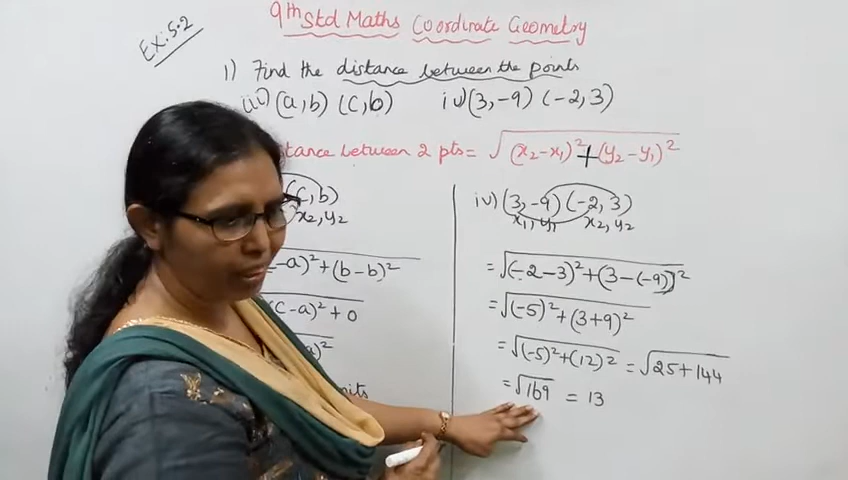 9th Std Maths Coordinate Geometry
Ex: 5.2
1) Find the distance between the points
iii) (a, b) (c, b)    iv) (3, -9) (-2, 3)
tance between 2 pts = √(x₂-x₁)² + (y₂-y₁)²
(c, b)
x₂, y₂
-a)² + (b-b)²
(c-a)² + 0
a)²
nits
iv) (3, -9) (-2, 3)
x₁, y₁    x₂, y₂
= √(-2-3)² + (3-(-9))²
= √(-5)² + (3+9)²
= √(-5)² + (12)² = √25+144
= √169 = 13